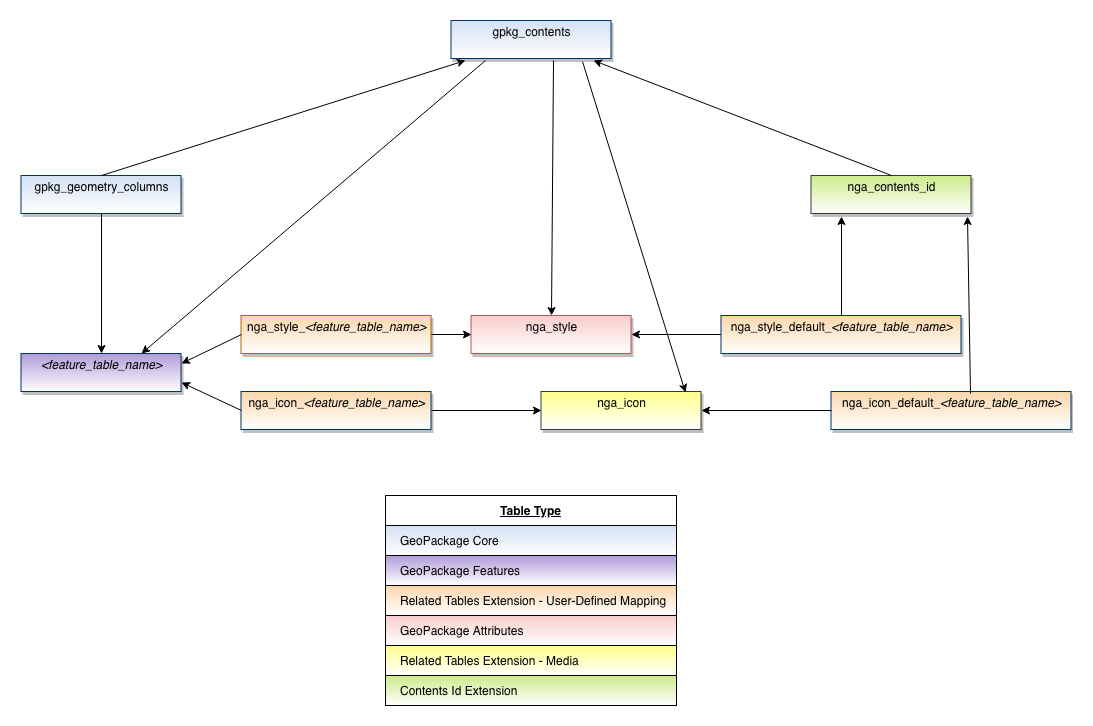 gpkg_contents
gpkg_geometry_columns
nga_contents_id
nga_style_<feature_table_name>
nga_style
nga_style_default_<feature_table_name>
<feature_table_name>
nga_icon_<feature_table_name>
nga_icon
nga_icon_default_<feature_table_name>
Table Type
GeoPackage Core
GeoPackage Features
Related Tables Extension - User-Defined Mapping
GeoPackage Attributes
Related Tables Extension - Media
Contents Id Extension